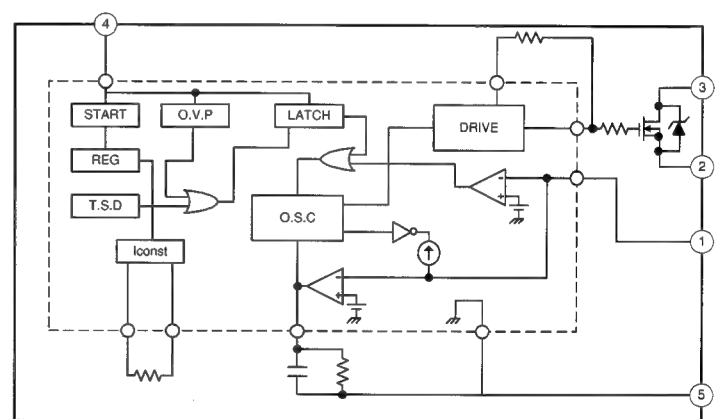 4
3
START
O.V.P
LATCH
DRIVE
REG
2
T.S.D
O.S.C
1
Iconst
5